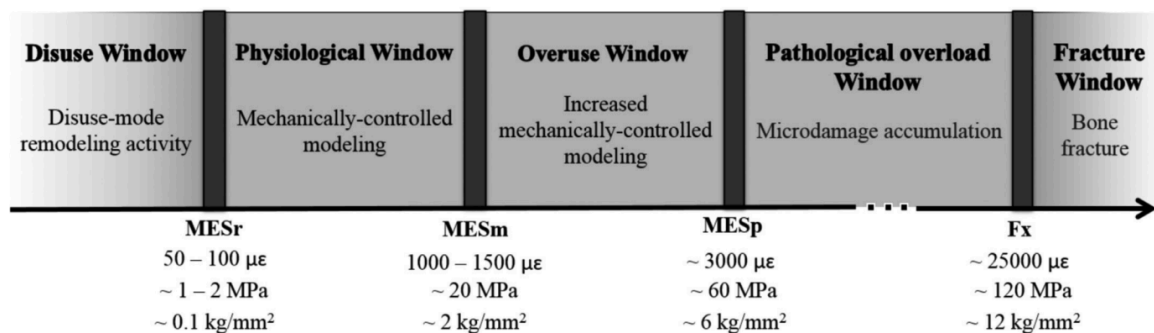 Disuse Window
Disuse-mode
remodeling activity
Physiological Window
Mechanically-controlled
modeling
Overuse Window
Increased
mechanically-controlled
modeling
Pathological overload
Window
Microdamage accumulation
Fracture
Window
Bone
fracture
MESr
50 – 100 µε
~ 1 – 2 MPa
~ 0.1 kg/mm²
MESm
1000 – 1500 µε
~ 20 MPa
~ 2 kg/mm²
MESp
~ 3000 µε
~ 60 MPa
~ 6 kg/mm²
Fx
~ 25000 µε
~ 120 MPa
~ 12 kg/mm²